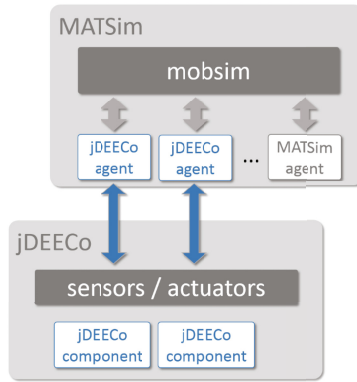 MATSim
mobsim
jDEECo jDEECo ... MATSim
agent agent agent
jDEECo
sensors / actuators
jDEECo jDEECo
component component